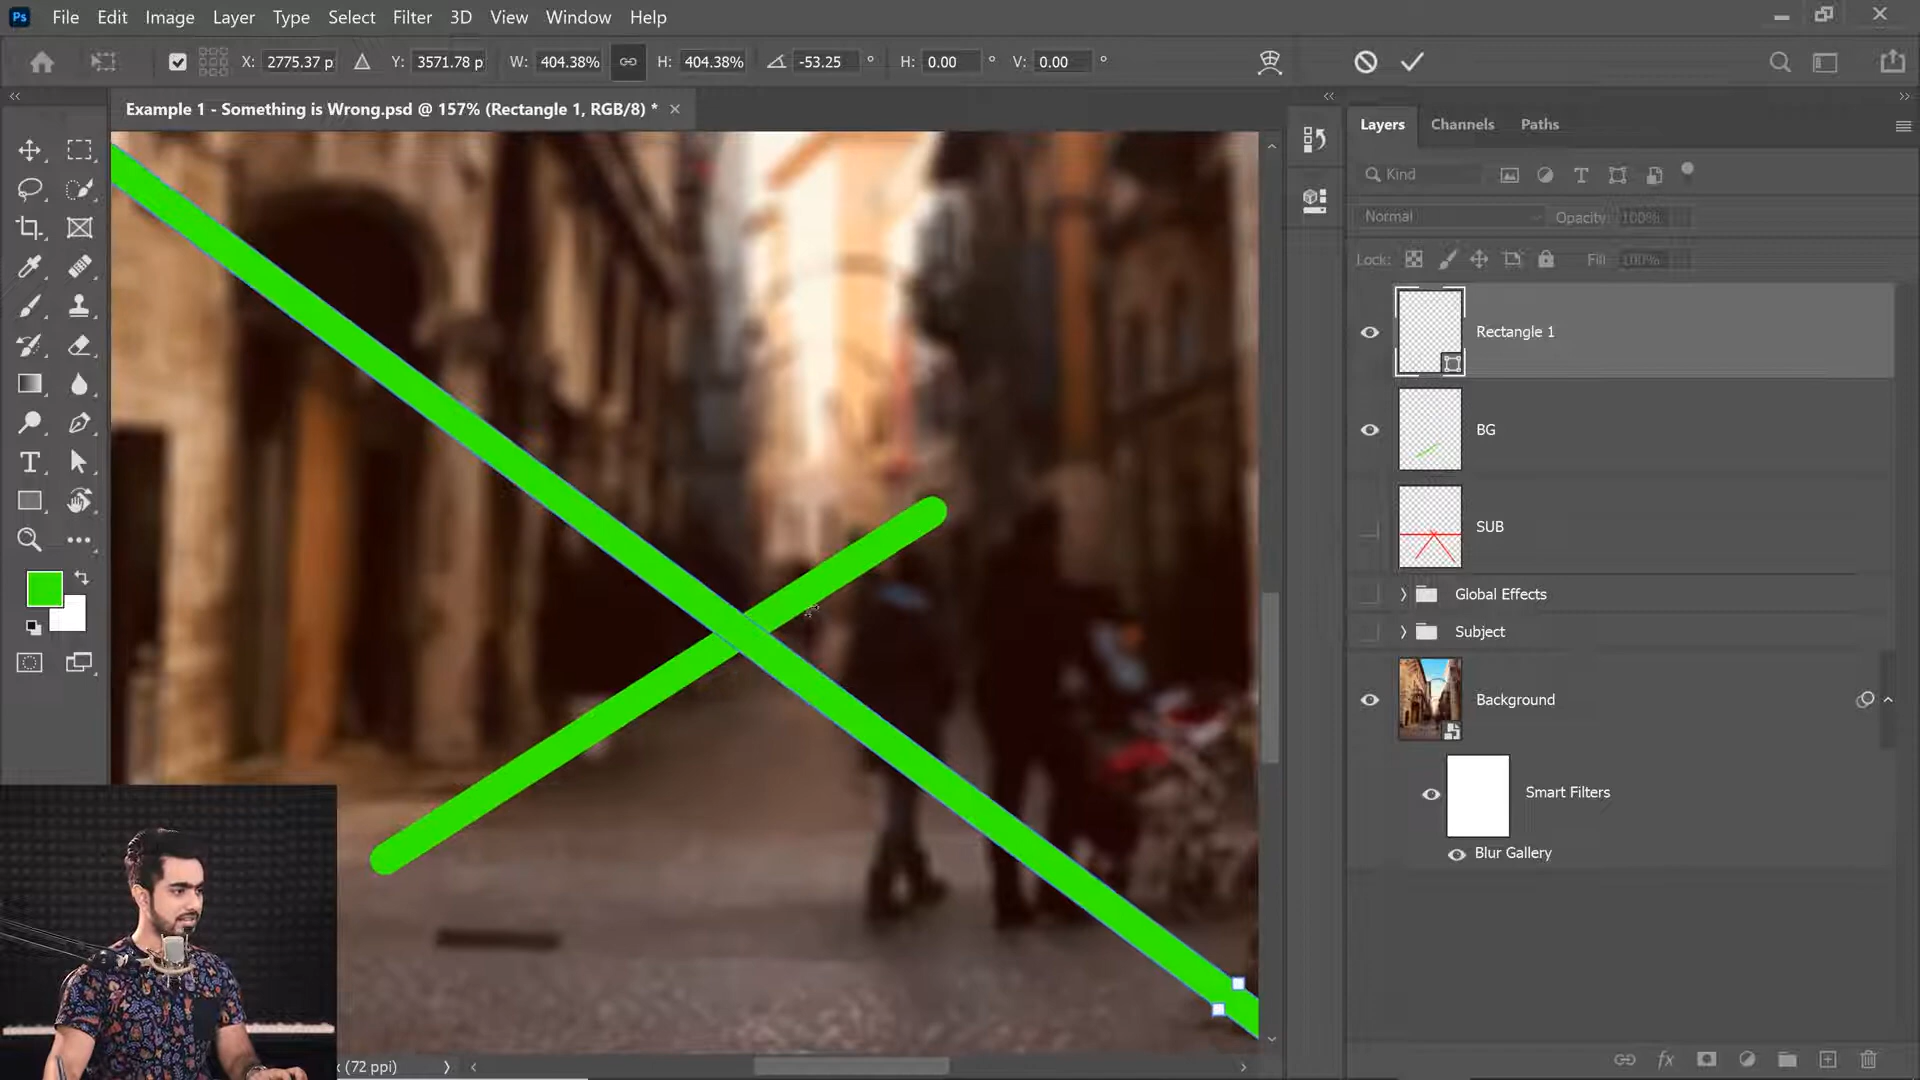 Ps File Edit Image Layer Type Select Filter 3D View Window Help
X: 2775.37 p Y: 3571.78 p W: 404.38% H: 404.38% -53.25 ° H: 0.00 ° V: 0.00 °
Example 1 - Something is Wrong.psd @ 157% (Rectangle 1, RGB/8) *
Layers Channels Paths
Kind
Normal Opacity: 100%
Lock: Fill 100%
Rectangle 1
BG
SUB
Global Effects
Subject
Background
Smart Filters
Blur Gallery
(72 ppi)